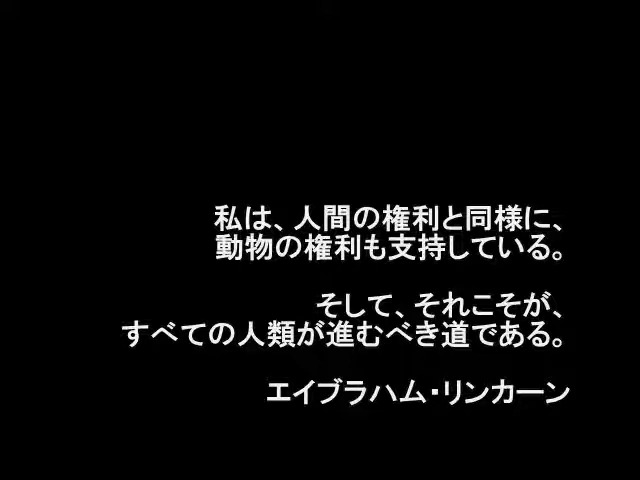 私は、人間の権利と同様に、
動物の権利も支持している。
そして、それこそが、
すべての人類が進むべき道である。
エイブラハム・リンカーン